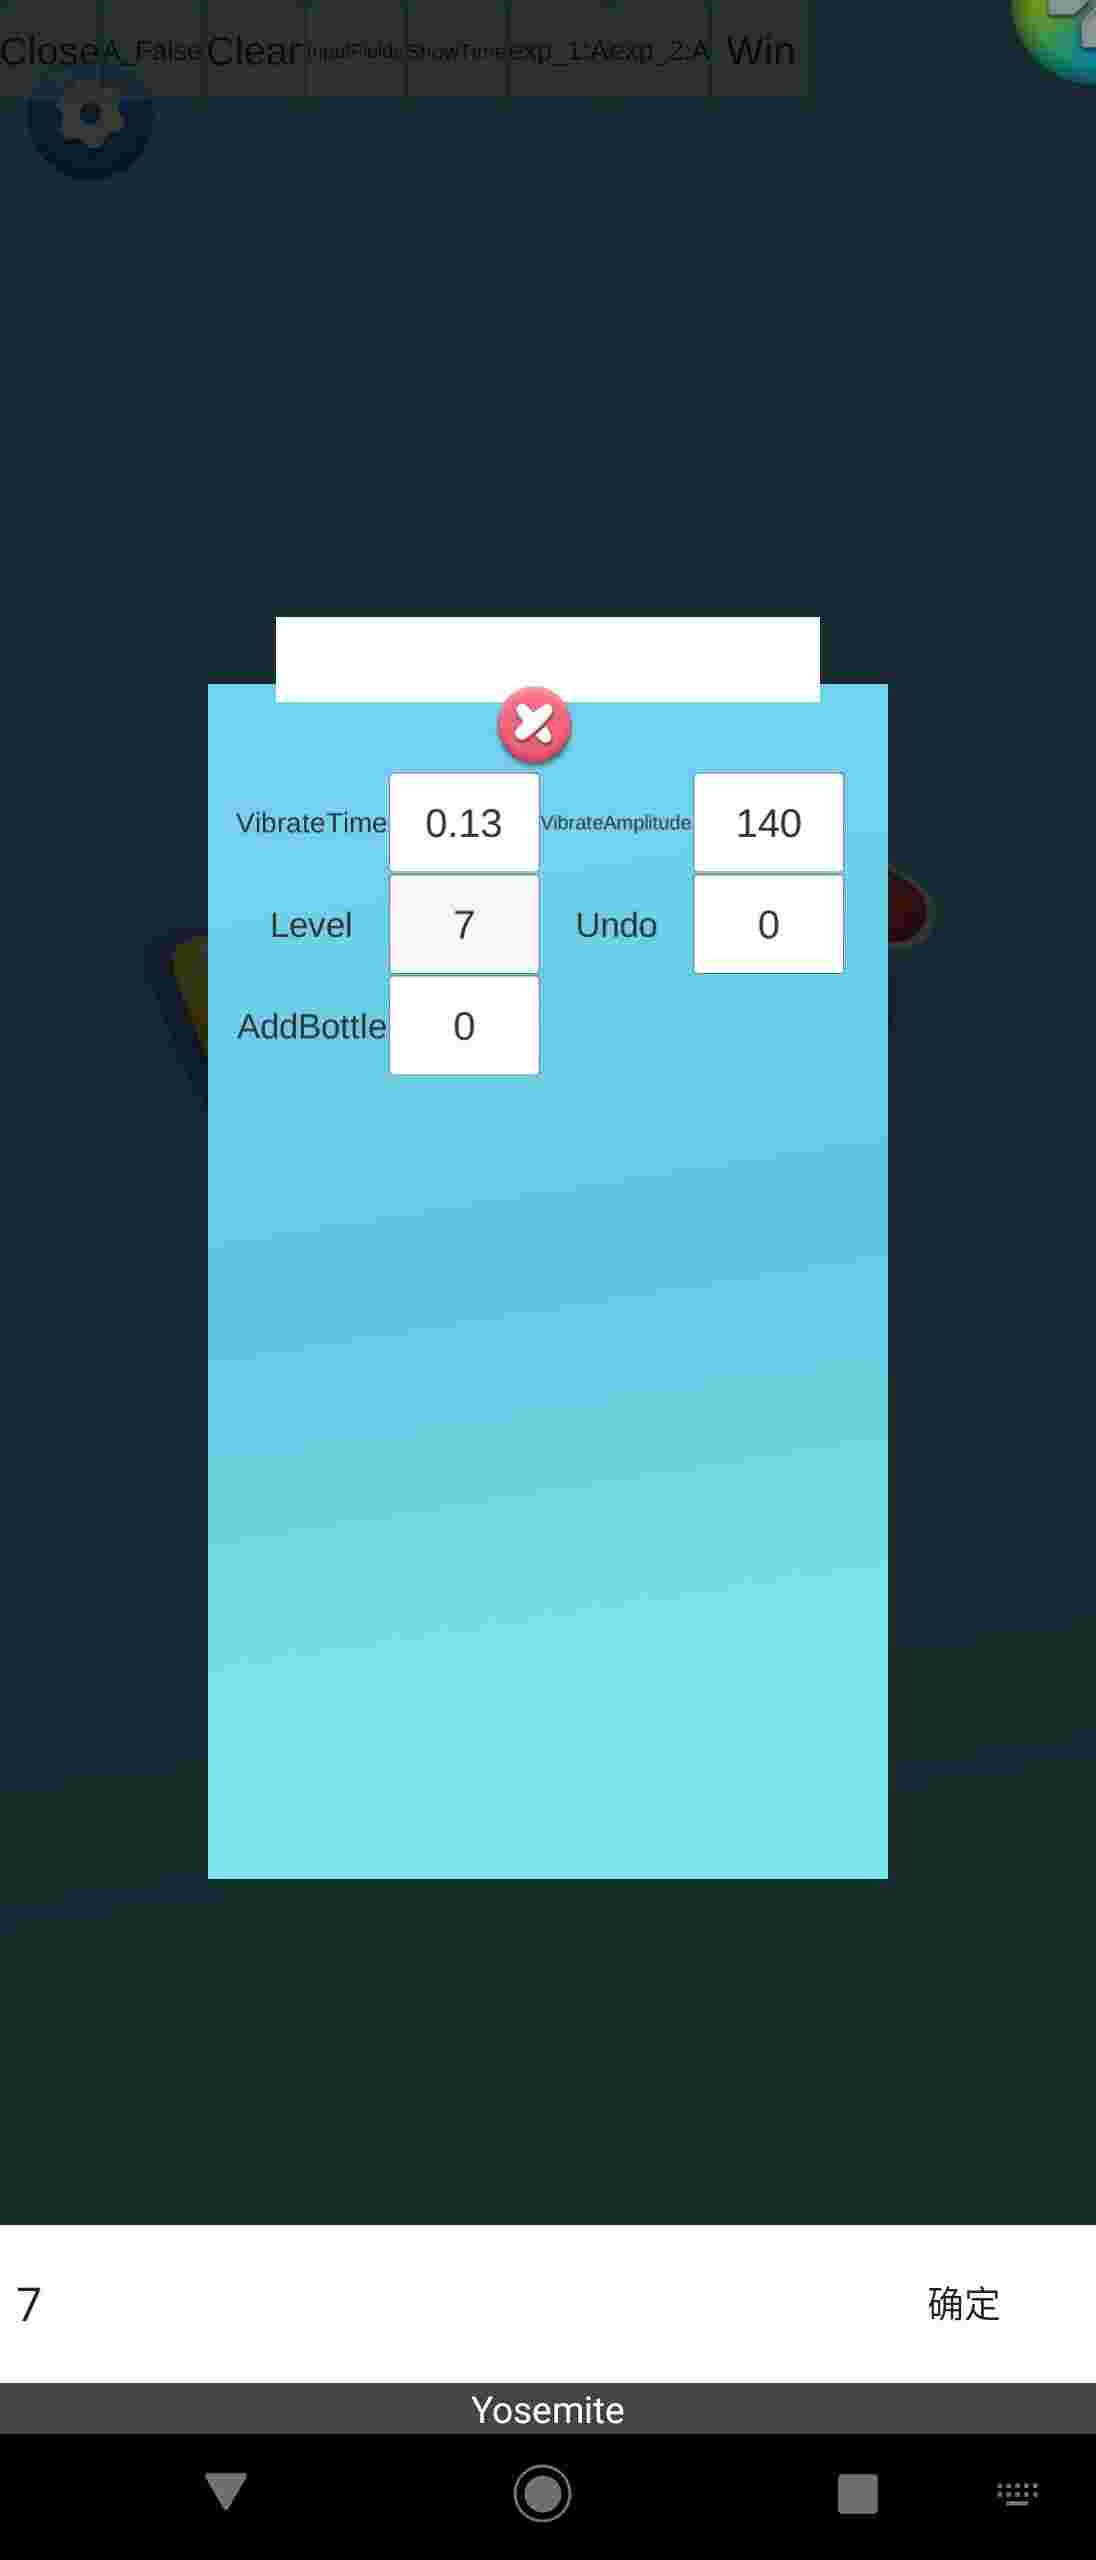 Close A_False Clear InputFields ShowTime exp_1:A exp_2:A Win
VibrateTime 0.13 VibrateAmplitude 140
Level 7 Undo 0
AddBottle 0
7 确定
Yosemite